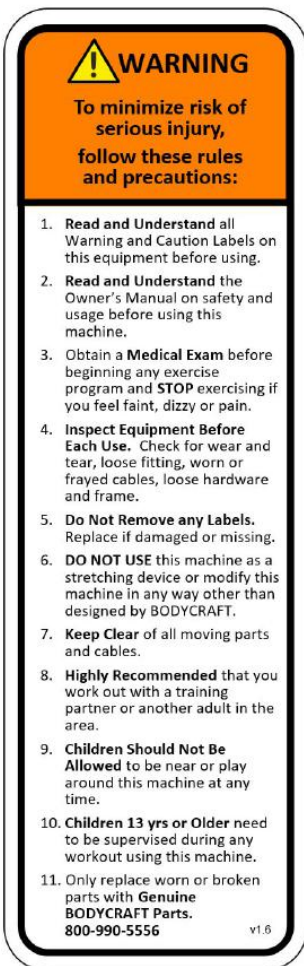 WARNING
To minimize risk of
serious injury,
follow these rules
and precautions:
1. Read and Understand all
Warning and Caution Labels on
this equipment before using.
2. Read and Understand the
Owner's Manual on safety and
usage before using this
machine.
3. Obtain a Medical Exam before
beginning any exercise
program and STOP exercising if
you feel faint, dizzy or pain.
4. Inspect Equipment Before
Each Use. Check for wear and
tear, loose fitting, worn or
frayed cables, loose hardware
and frame.
5. Do Not Remove any Labels.
Replace if damaged or missing.
6. DO NOT USE this machine as a
stretching device or modify this
machine in any way other than
designed by BODYCRAFT.
7. Keep Clear of all moving parts
and cables.
8. Highly Recommended that you
work out with a training
partner or another adult in the
area.
9. Children Should Not Be
Allowed to be near or play
around this machine at any
time.
10. Children 13 yrs or Older need
to be supervised during any
workout using this machine.
11. Only replace worn or broken
parts with Genuine
BODYCRAFT Parts.
800-990-5556 v1.6